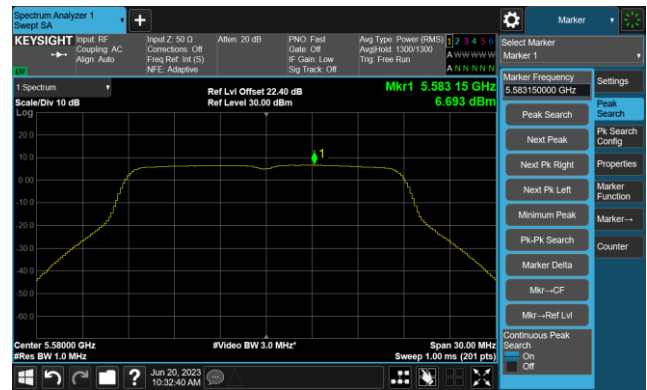 Spectrum Analyzer 1
Swept SA
Marker
KEYSIGHT
Input: RF
Coupling: AC
Align: Auto
Input Z: 50 Ω
Corrections: Off
Freq Ref: Int (S)
NFE: Adaptive
Atten: 20 dB
PNO: Fast
Gate: Off
IF Gain: Low
Sig Track: Off
Avg Type: Power (RMS)
Avg|Hold: 1300/1300
Trig: Free Run
1 2 3 4 5 6
A W W W W W
A N N N N N
Select Marker
Marker 1
1 Spectrum
Scale/Div 10 dB
Ref Lvl Offset 22.40 dB
Ref Level 30.00 dBm
Mkr1 5.583 15 GHz
6.693 dBm
Log
20.0
10.0
0.00
-10.0
-20.0
-30.0
-40.0
-50.0
-60.0
1
Center 5.58000 GHz
#Res BW 1.0 MHz
#Video BW 3.0 MHz*
Span 30.00 MHz
Sweep 1.00 ms (201 pts)
Marker Frequency
5.583150000 GHz
Peak Search
Next Peak
Next Pk Right
Next Pk Left
Minimum Peak
Pk-Pk Search
Marker Delta
Mkr→CF
Mkr→Ref Lvl
Continuous Peak
Search
On
Off
Settings
Peak
Search
Pk Search
Config
Properties
Marker
Function
Marker→
Counter
Jun 20, 2023
10:32:40 AM